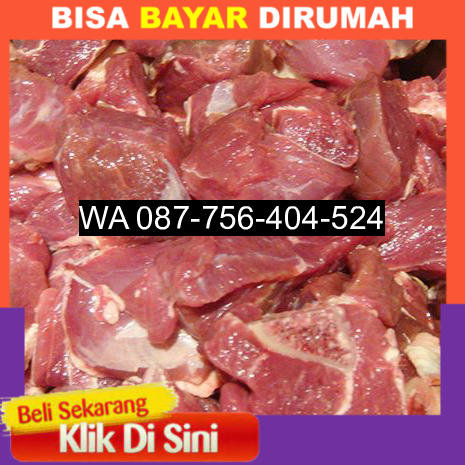 BISA BAYAR DIRUMAH
WA 087-756-404-524
Beli Sekarang
Klik Di Sini